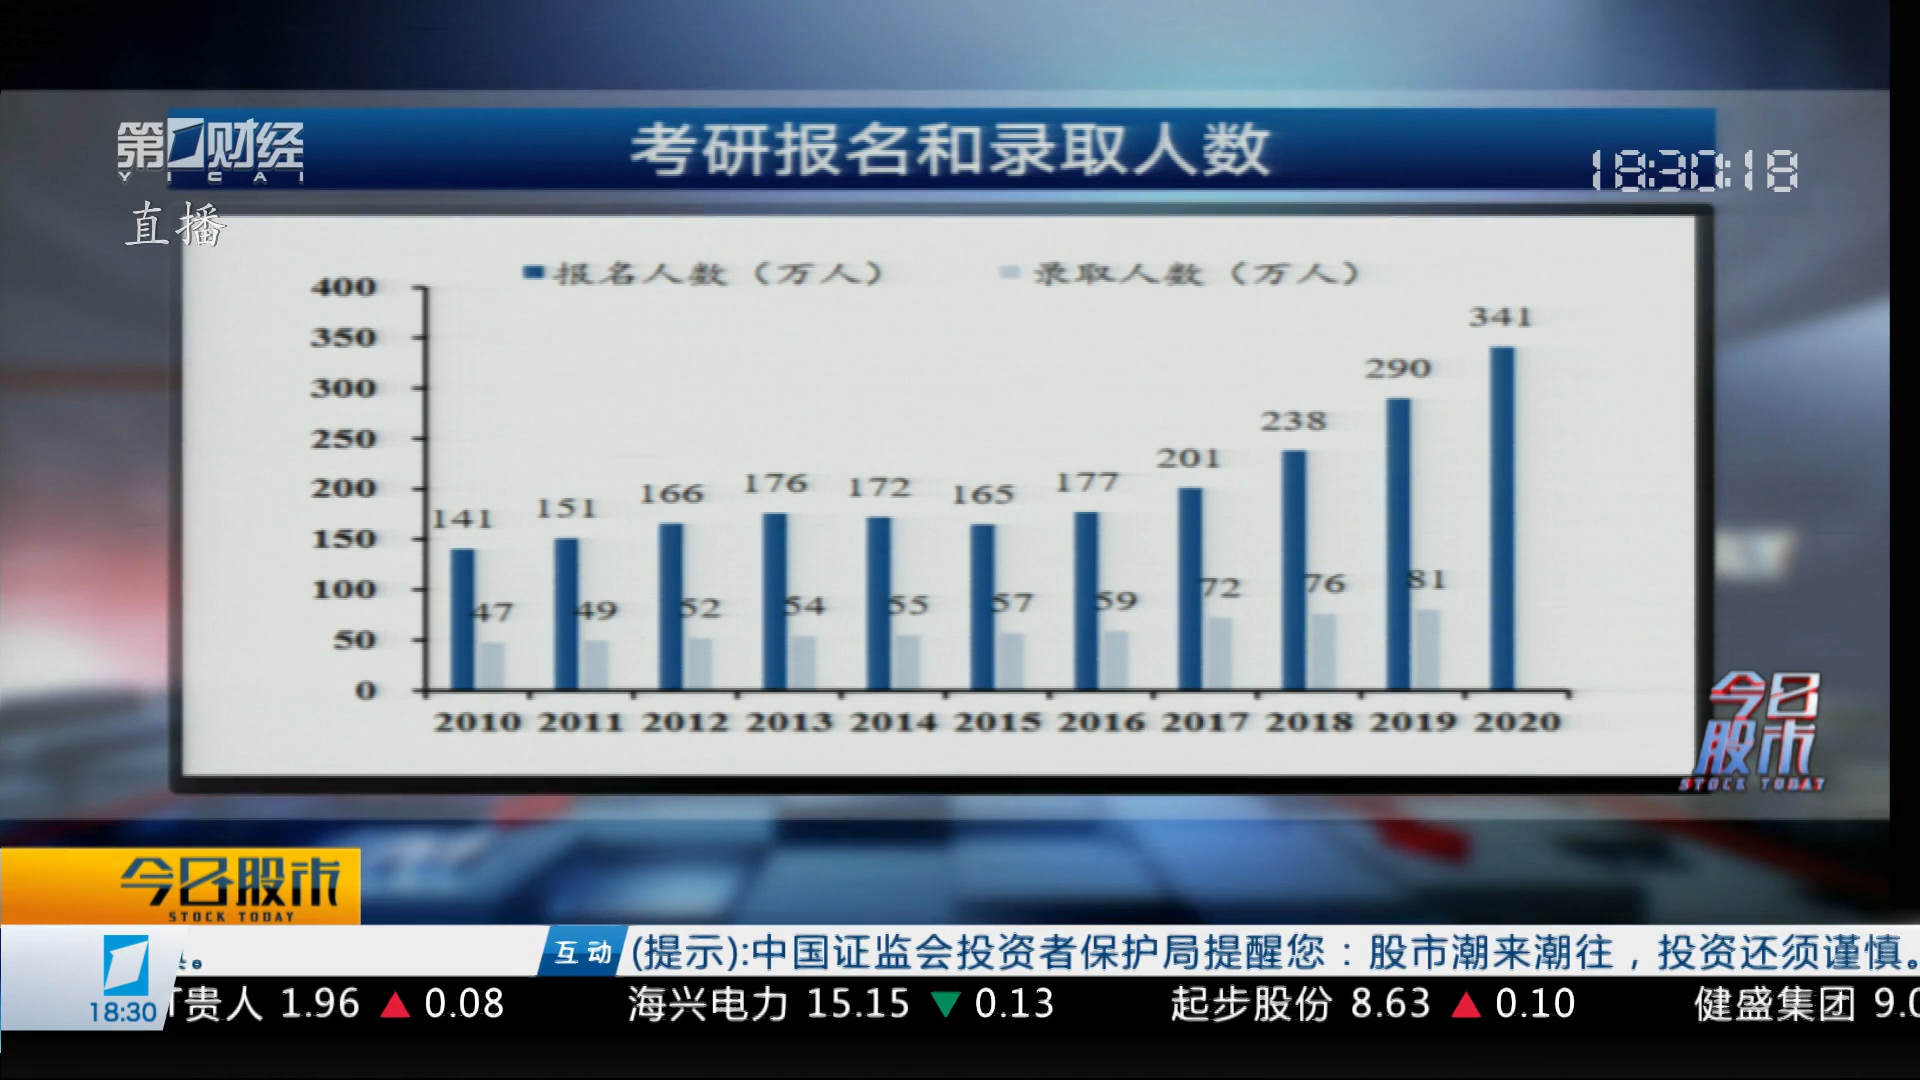 第1财经
YICAI
考研报名和录取人数
18:30:18
直播
报名人数（万人） 录取人数（万人）
400
350
300
250
200
150
100
50
0
141 151 166 176 172 165 177 201 238 290 341
47 49 52 54 55 57 59 72 76 81
2010 2011 2012 2013 2014 2015 2016 2017 2018 2019 2020
今日
股市
STOCK TODAY
今日股市
STOCK TODAY
互动 (提示):中国证监会投资者保护局提醒您：股市潮来潮往，投资还须谨慎。
18:30
T贵人 1.96 ▲ 0.08 海兴电力 15.15 ▼ 0.13 起步股份 8.63 ▲ 0.10 健盛集团 9.0